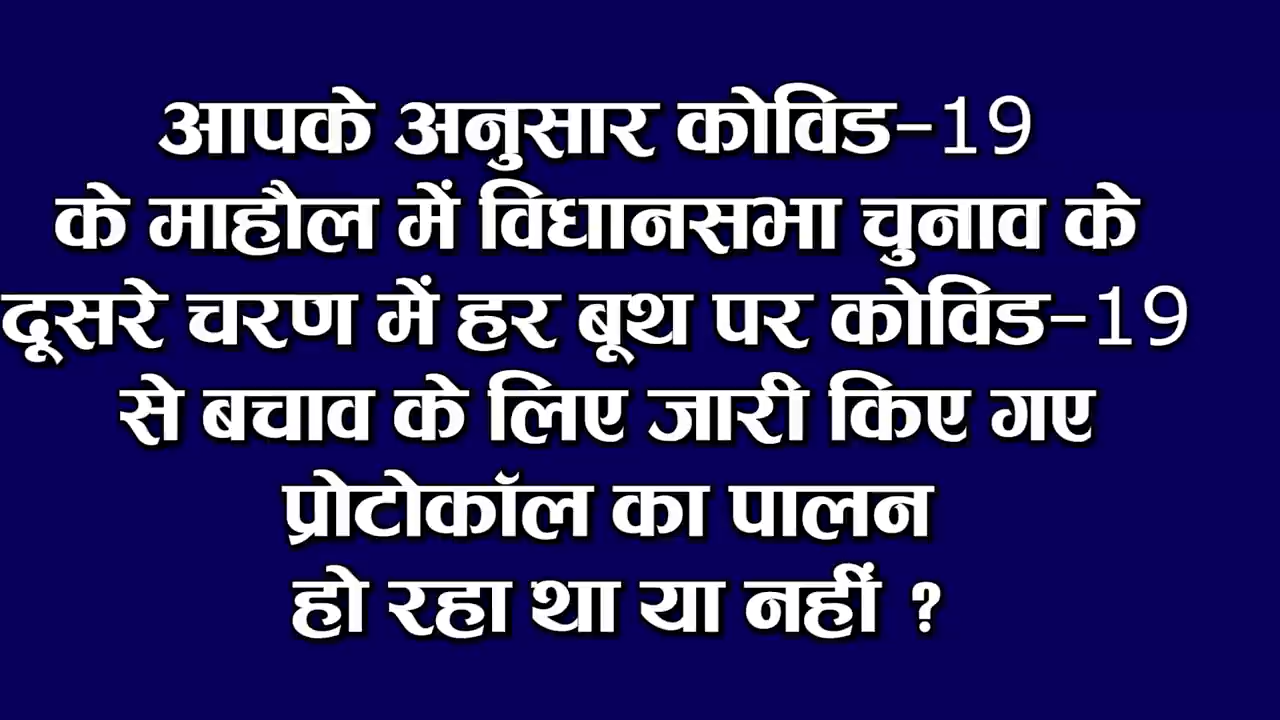 आपके अनुसार कोविड-19
के माहौल में विधानसभा चुनाव के
दूसरे चरण में हर बूथ पर कोविड-19
से बचाव के लिए जारी किए गए
प्रोटोकॉल का पालन
हो रहा था या नहीं ?